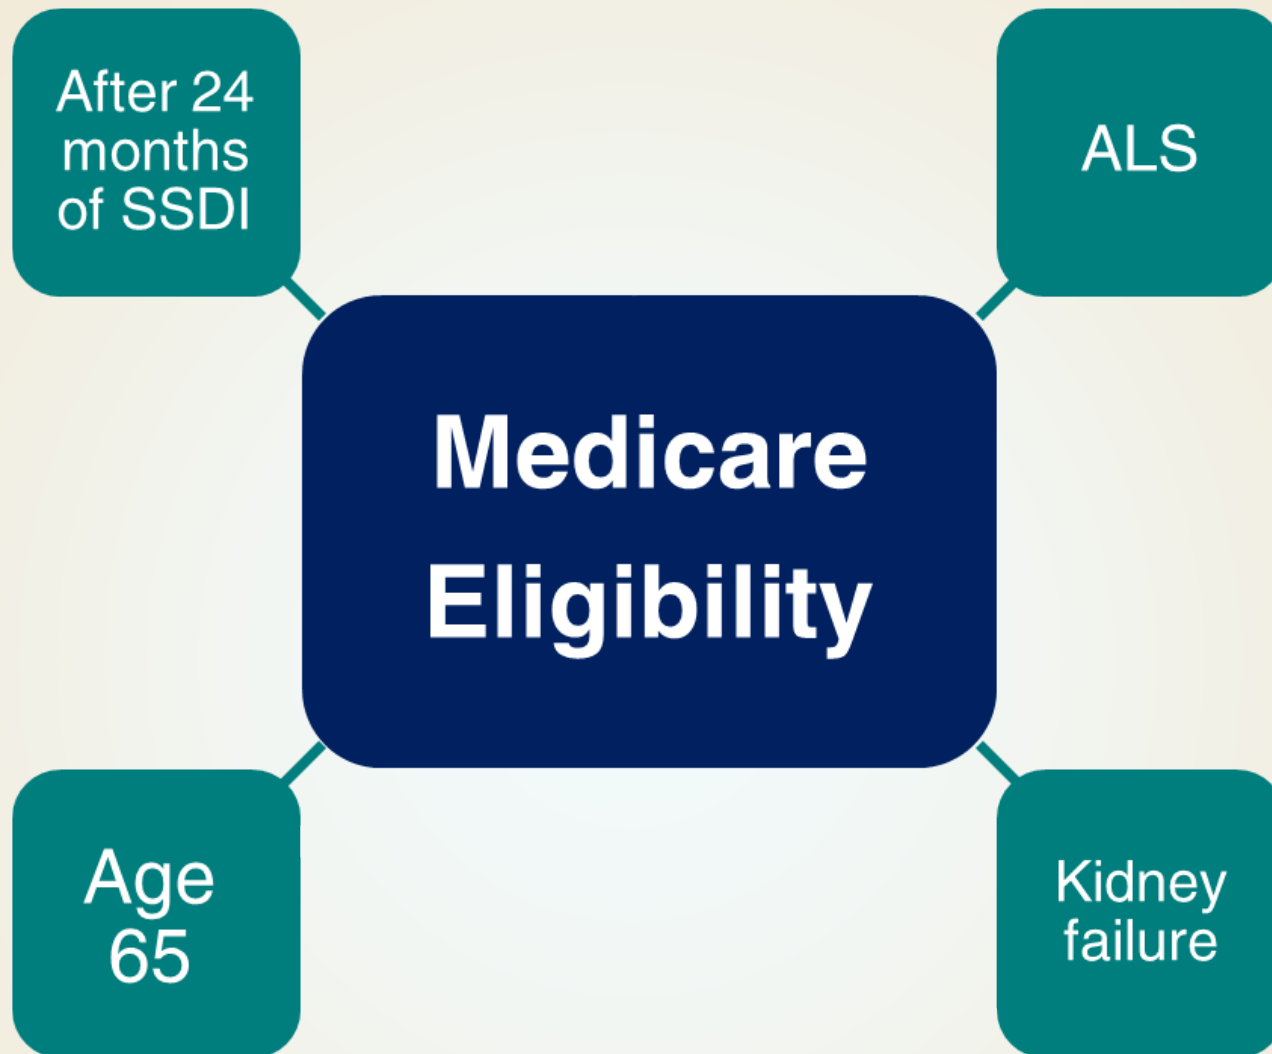 After 24
months
of SSDI
ALS
Medicare
Eligibility
Age
65
Kidney
failure